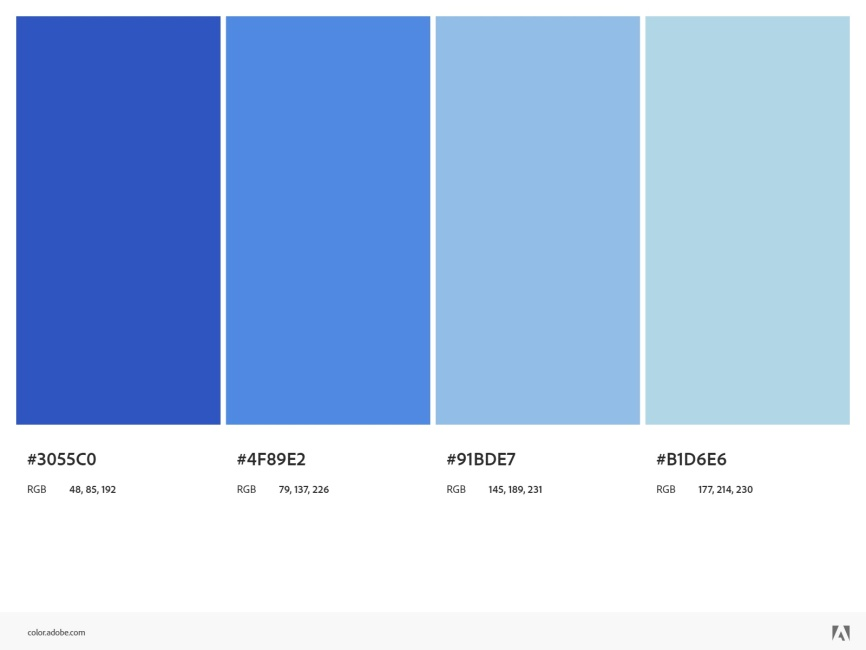 #3055C0
RGB 48, 85, 192
#4F89E2
RGB 79, 137, 226
#91BDE7
RGB 145, 189, 231
#B1D6E6
RGB 177, 214, 230
color.adobe.com